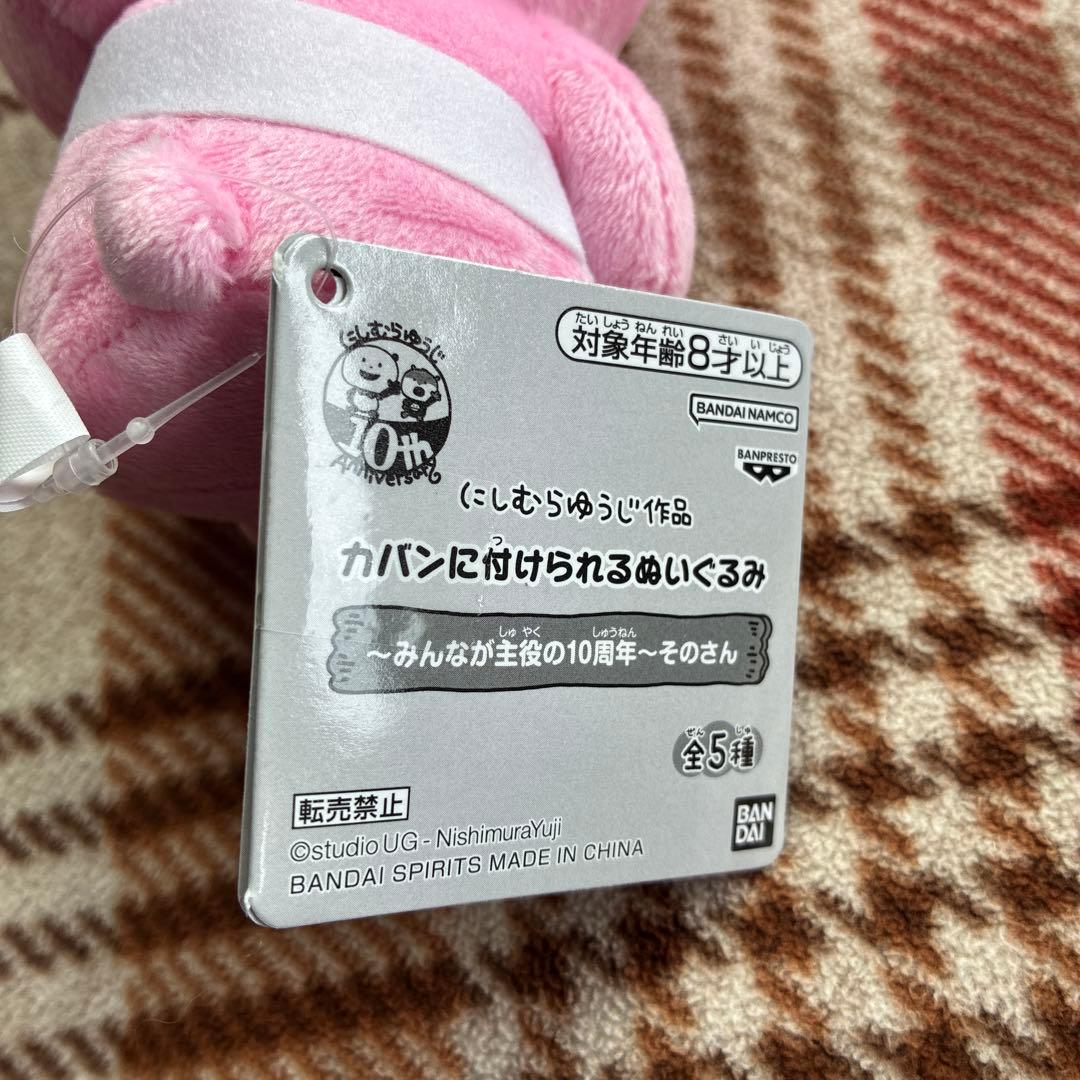 にしむらゆうじ
10th
Anniversary
たいしょうねんれい さいいじょう
対象年齢8才以上
BANDAI NAMCO
BANPRESTO
にしむらゆうじ作品
つ
カバンに付けられるぬいぐるみ
しゅやく しゅうねん
～みんなが主役の10周年～そのさん
ぜん しゅ
全5種
転売禁止
BAN
DAI
©studio UG - NishimuraYuji
BANDAI SPIRITS MADE IN CHINA